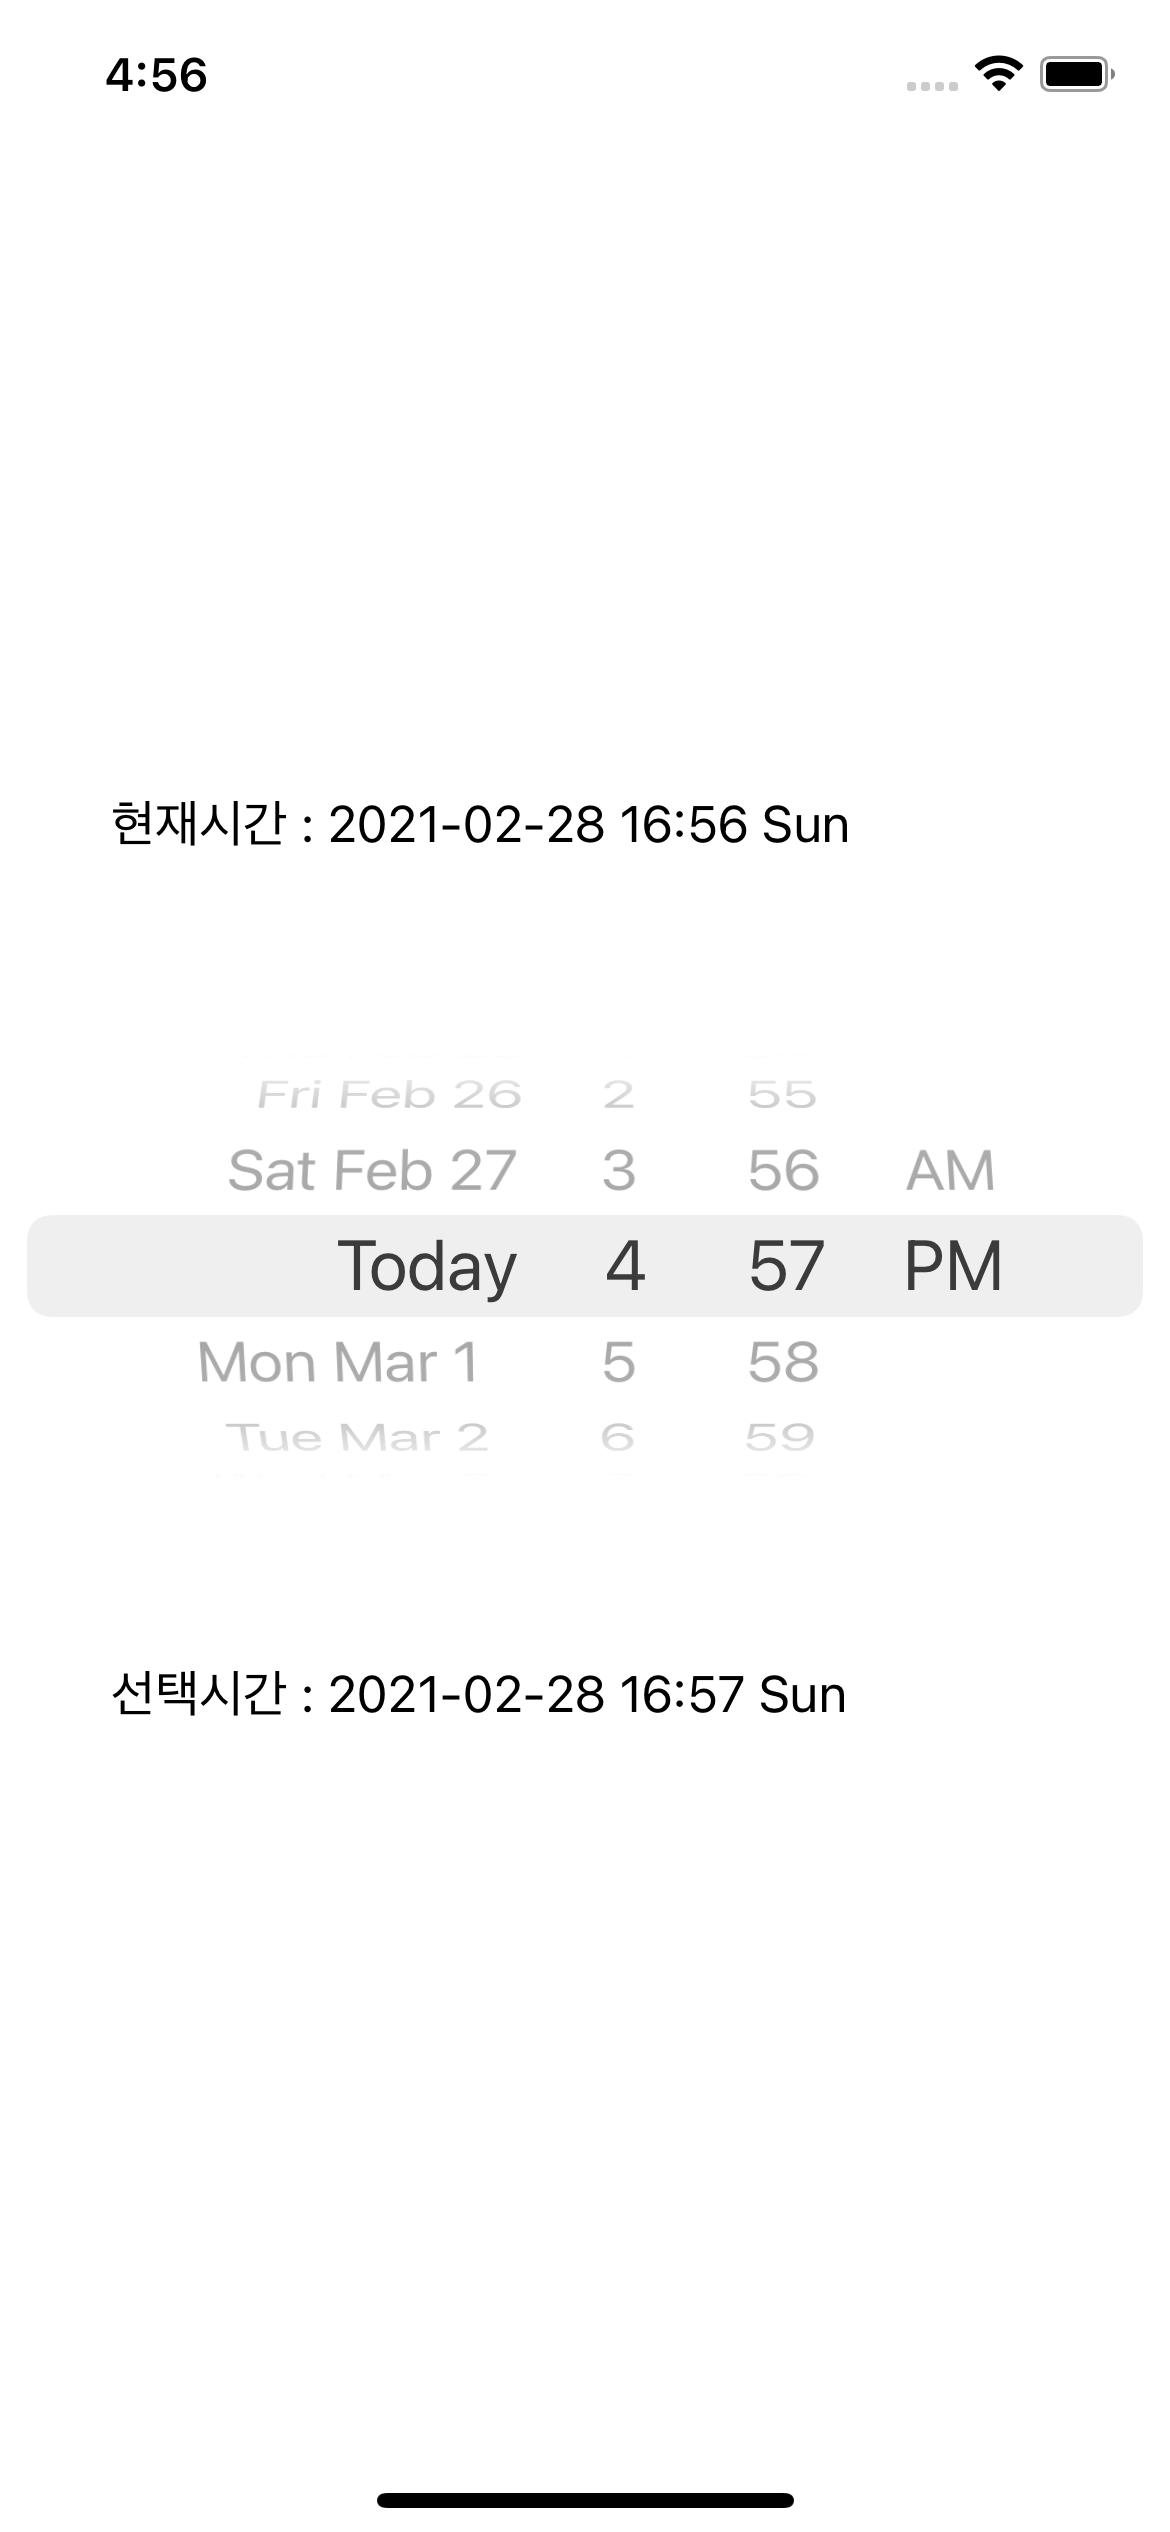 4:56
현재시간 : 2021-02-28 16:56 Sun
Fri Feb 26 2 55
Sat Feb 27 3 56 AM
Today 4 57 PM
Mon Mar 1 5 58
Tue Mar 2 6 59
선택시간 : 2021-02-28 16:57 Sun